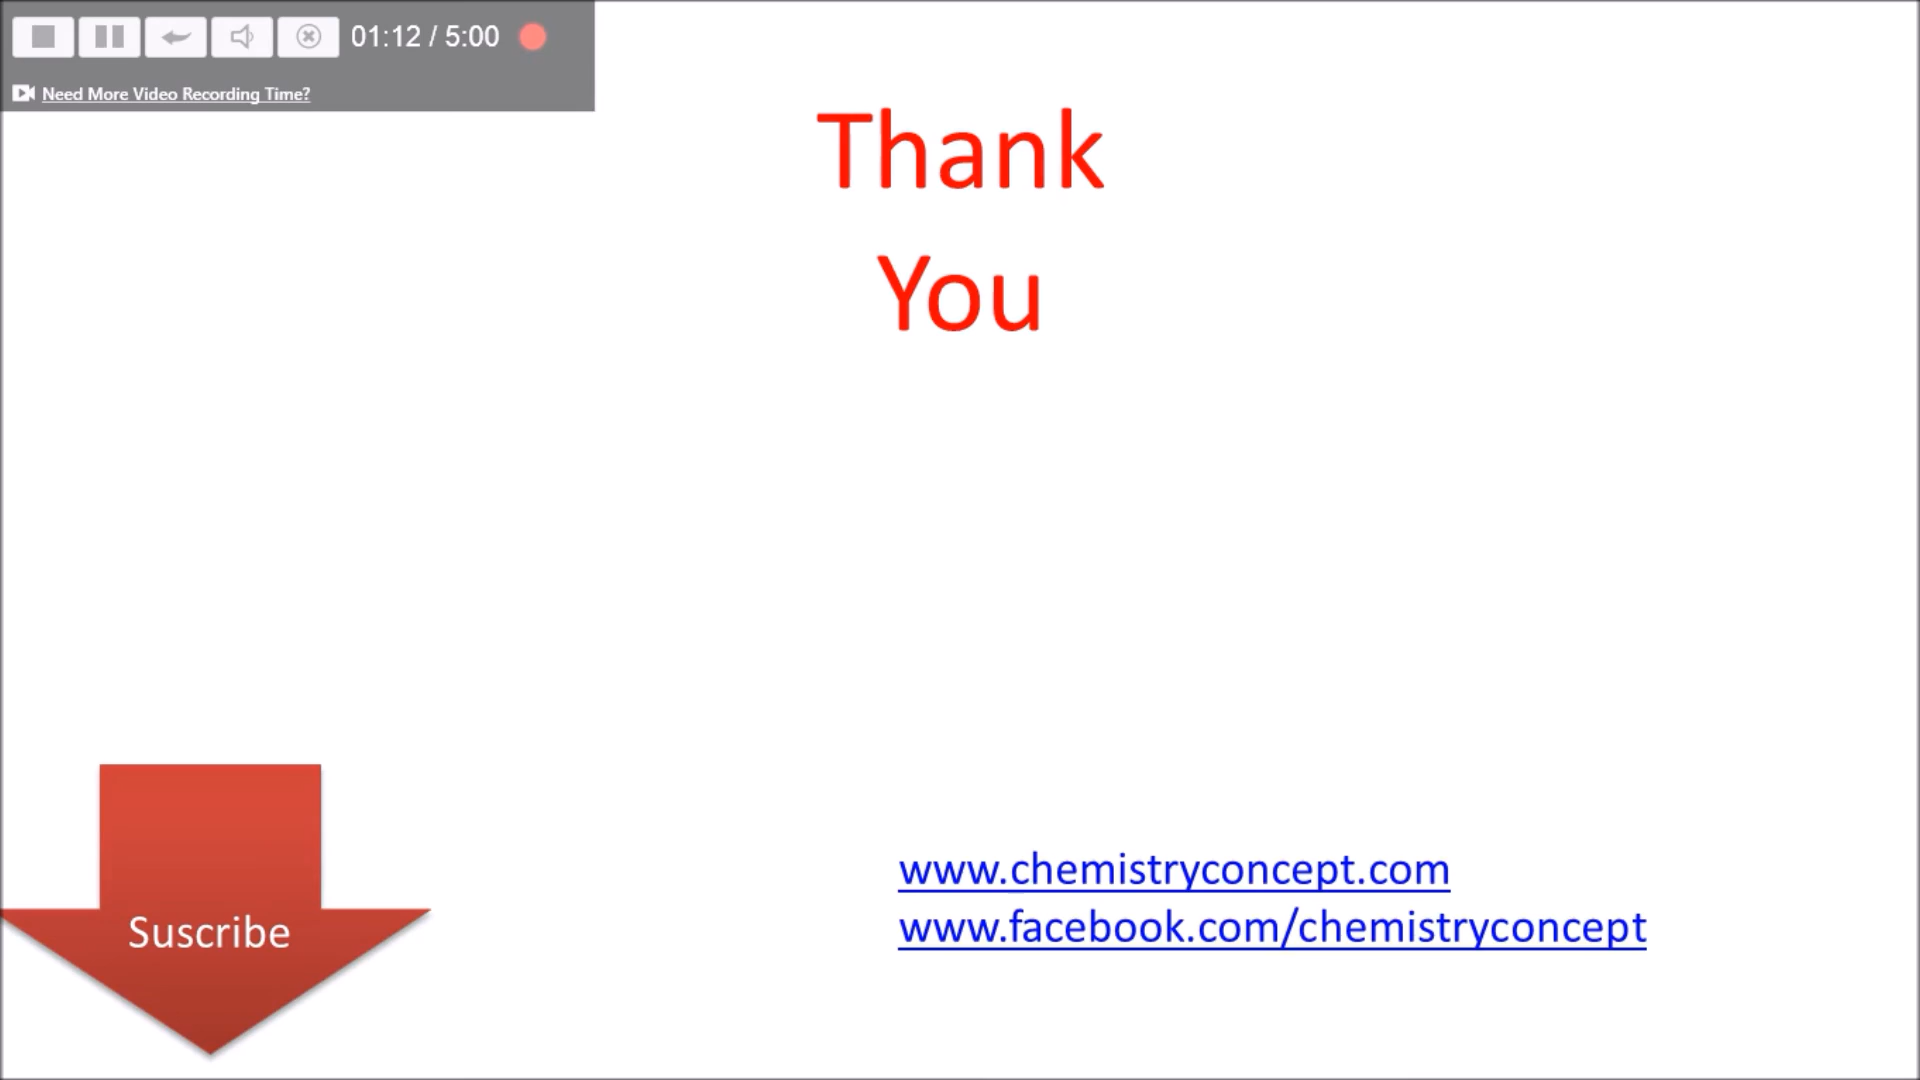 01:12 / 5:00
Need More Video Recording Time?
Thank
You
Suscribe
www.chemistryconcept.com
www.facebook.com/chemistryconcept